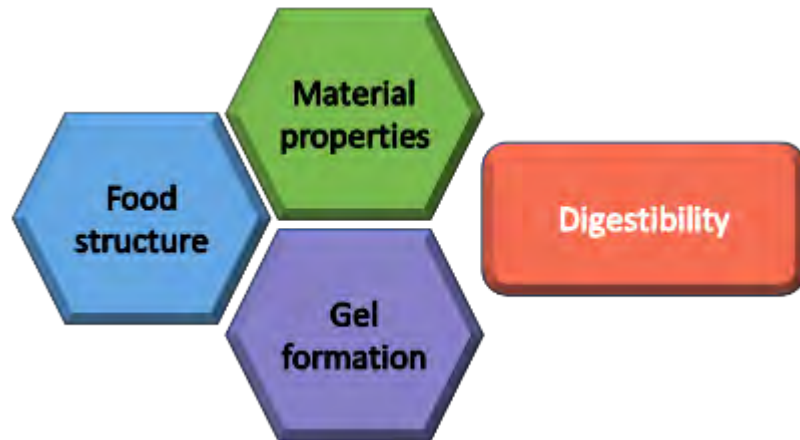 Material
properties
Food
structure
Digestibility
Gel
formation